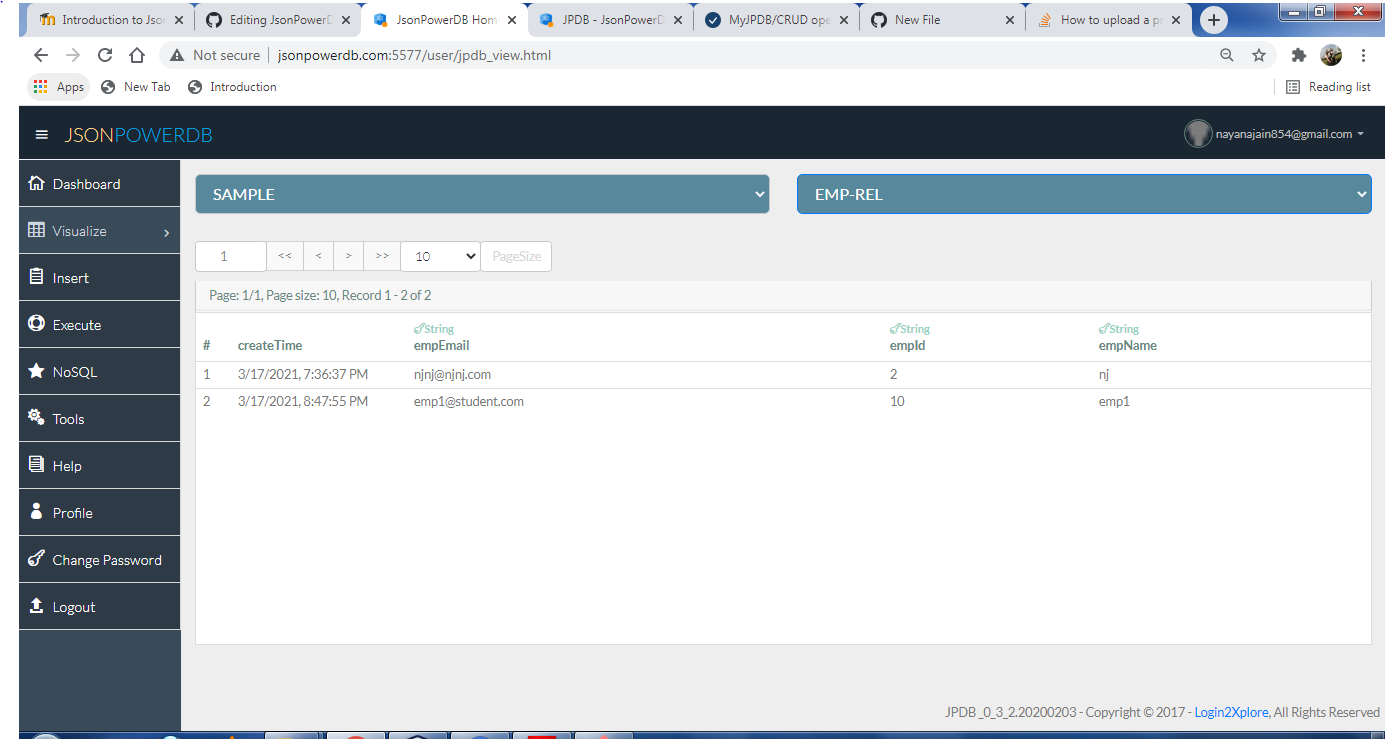 Introduction to Jso
Editing JsonPowerD
JsonPowerDB Hom
JPDB - JsonPowerD
MyJPDB/CRUD ope
New File
How to upload a pr
Not secure | jsonpowerdb.com:5577/user/jpdb_view.html
Apps New Tab Introduction Reading list
JSONPOWERDB nayanajain854@gmail.com
Dashboard
Visualize
Insert
Execute
NoSQL
Tools
Help
Profile
Change Password
Logout
SAMPLE EMP-REL
1 << < > >> 10 PageSize
Page: 1/1, Page size: 10, Record 1 - 2 of 2
String String String
# createTime empEmail empId empName
1 3/17/2021, 7:36:37 PM njnj@njnj.com 2 nj
2 3/17/2021, 8:47:55 PM emp1@student.com 10 emp1
JPDB_0_3_2.20200203 - Copyright © 2017 - Login2Xplore, All Rights Reserved